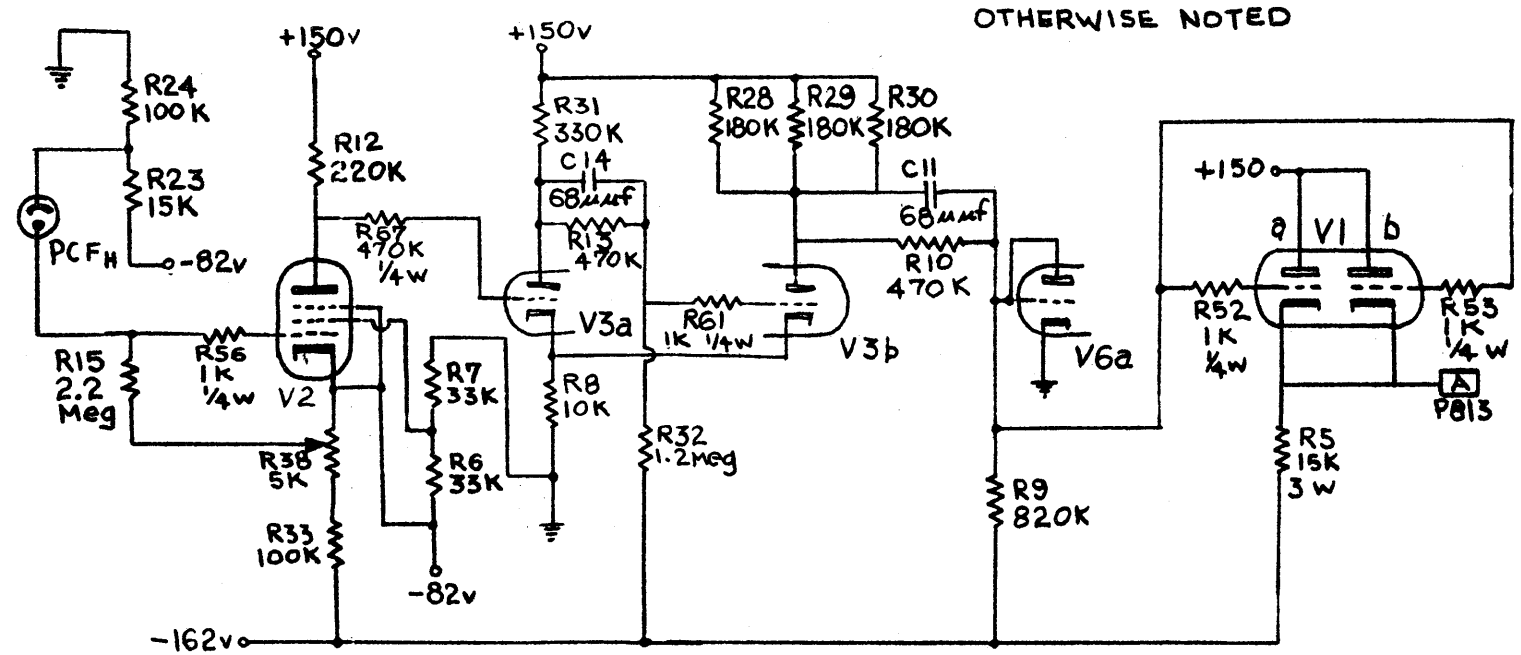 OTHERWISE NOTED
+150v
+150v
R24
100K
R23
15K
-82v
PCFH
R12
220K
R57
470K
1/4W
R31
330K
C14
68µµf
R13
470K
R28
180K
R29
180K
R30
180K
C11
68µµf
R10
470K
+150
a V1 b
R15
2.2
Meg
R56
1K
1/4W
V2
R38
5K
R33
100K
R7
33K
R6
33K
-82v
V3a
R8
10K
R61
1K 1/4W
V3b
R32
1.2meg
V6a
R9
820K
R52
1K
1/4W
R53
1K
1/4W
A
P813
R5
15K
3W
-162v